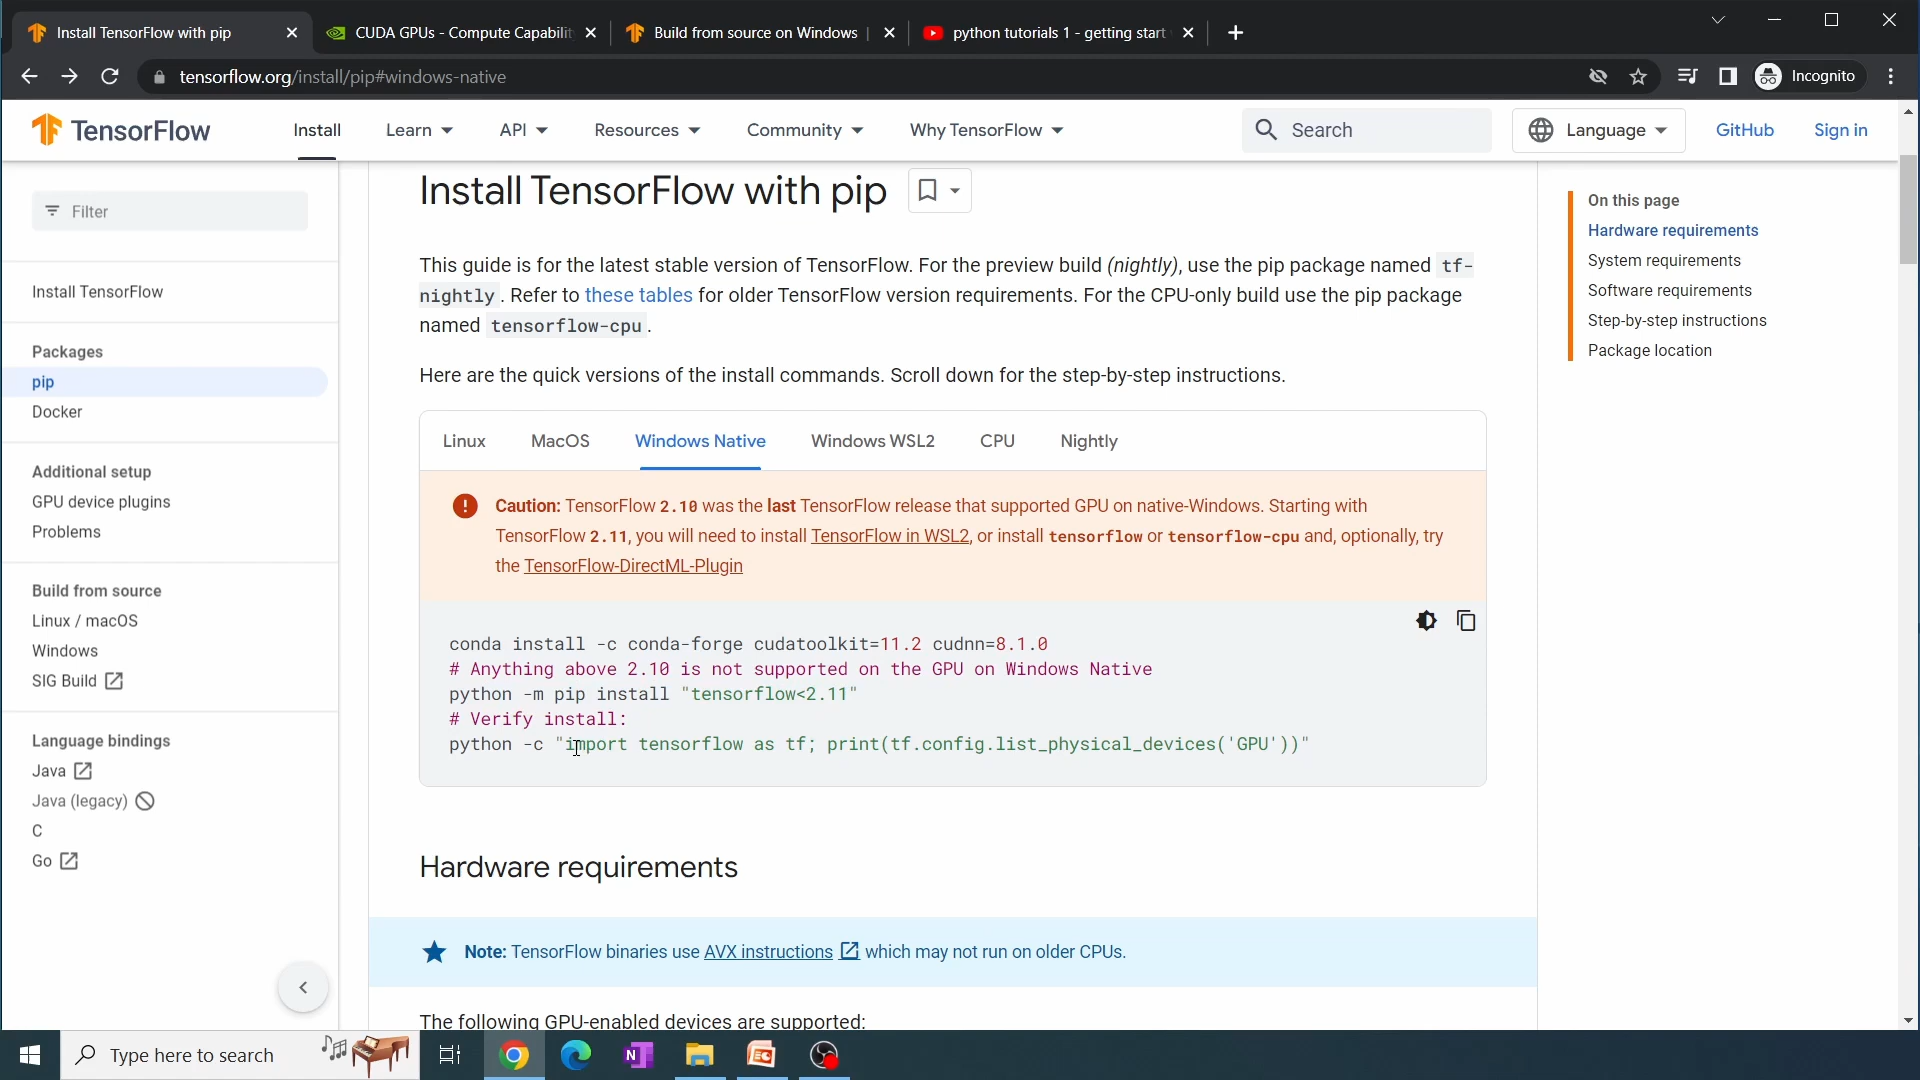 Install TensorFlow with pip
CUDA GPUs - Compute Capabilit
Build from source on Windows
python tutorials 1 - getting start
tensorflow.org/install/pip#windows-native
Incognito
TensorFlow
Install
Learn
API
Resources
Community
Why TensorFlow
Search
Language
GitHub
Sign in
Filter
Install TensorFlow
Packages
pip
Docker
Additional setup
GPU device plugins
Problems
Build from source
Linux / macOS
Windows
SIG Build
Language bindings
Java
Java (legacy)
C
Go
Install TensorFlow with pip
This guide is for the latest stable version of TensorFlow. For the preview build (nightly), use the pip package named tf-
nightly . Refer to these tables for older TensorFlow version requirements. For the CPU-only build use the pip package
named tensorflow-cpu .
Here are the quick versions of the install commands. Scroll down for the step-by-step instructions.
Linux
MacOS
Windows Native
Windows WSL2
CPU
Nightly
Caution: TensorFlow 2.10 was the last TensorFlow release that supported GPU on native-Windows. Starting with
TensorFlow 2.11, you will need to install TensorFlow in WSL2, or install tensorflow or tensorflow-cpu and, optionally, try
the TensorFlow-DirectML-Plugin
conda install -c conda-forge cudatoolkit=11.2 cudnn=8.1.0
# Anything above 2.10 is not supported on the GPU on Windows Native
python -m pip install "tensorflow<2.11"
# Verify install:
python -c "import tensorflow as tf; print(tf.config.list_physical_devices('GPU'))"
Hardware requirements
Note: TensorFlow binaries use AVX instructions which may not run on older CPUs.
The following GPU-enabled devices are supported:
On this page
Hardware requirements
System requirements
Software requirements
Step-by-step instructions
Package location
Type here to search